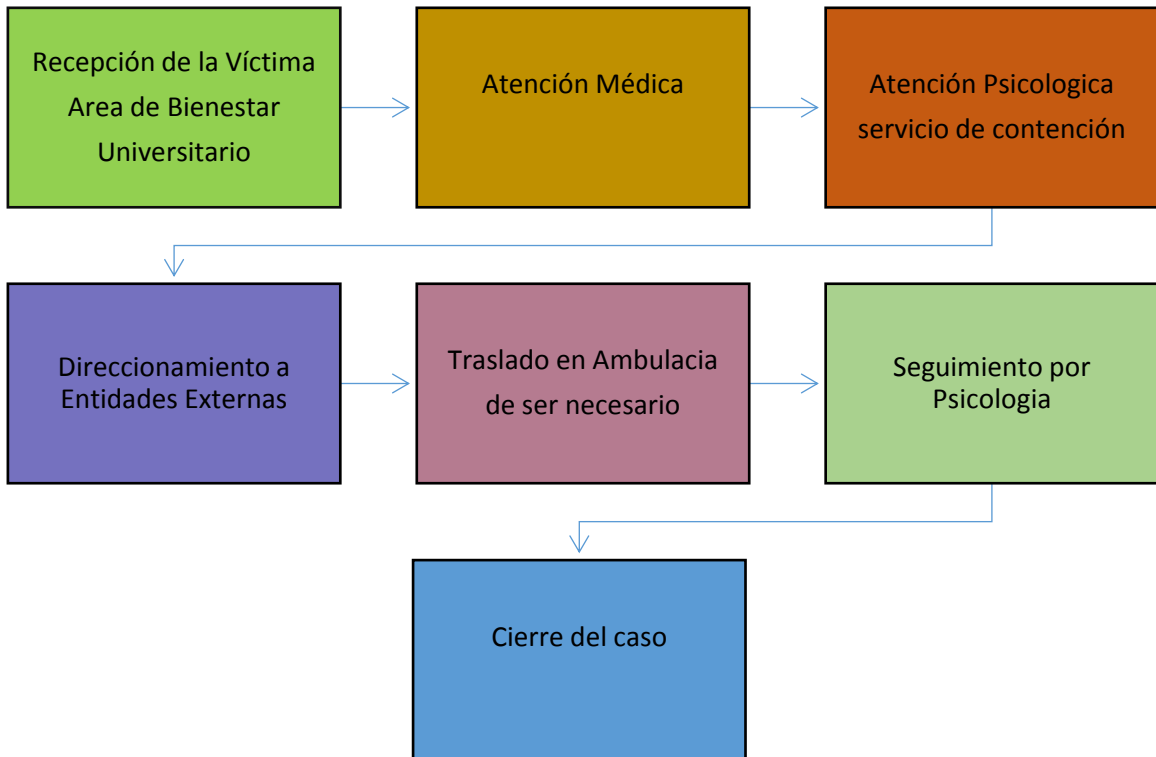 Recepción de la Víctima
Area de Bienestar
Universitario
Atención Médica
Atención Psicologica
servicio de contención
Direccionamiento a
Entidades Externas
Traslado en Ambulacia
de ser necesario
Seguimiento por
Psicologia
Cierre del caso